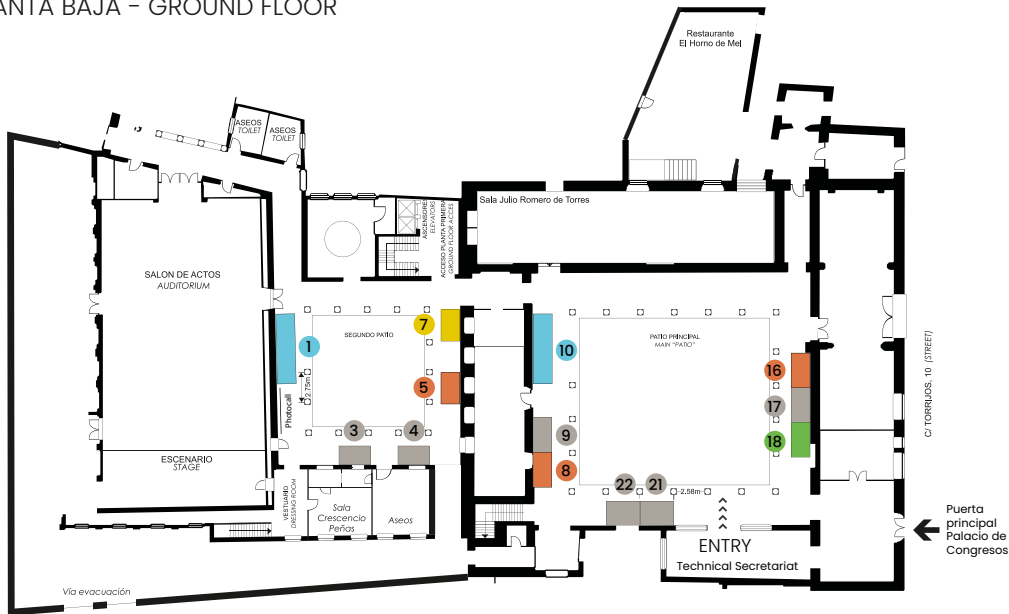 ANTA BAJA - GROUND FLOOR
Restaurante
El Horno de Mel
ASEOS
TOILET
ASEOS
TOILET
Sala Julio Romero de Torres
ASCENSORES
ELEVATORS
ACCESO PLANTA PRIMERA
GROUND FLOOR ACCES
SALON DE ACTOS
AUDITORIUM
SEGUNDO PATIO
PATIO PRINCIPAL
MAIN "PATIO"
7
1
10
5
16
17
18
2.75m
Photocall
3
4
9
8
22
21
2.58m
C/ TORRIJOS, 10 (STREET)
ESCENARIO
STAGE
VESTUARIO
DRESSING ROOM
Sala
Crescencio
Peñas
Aseos
ENTRY
Technical Secretariat
Puerta
principal
Palacio de
Congresos
Vía evacuación